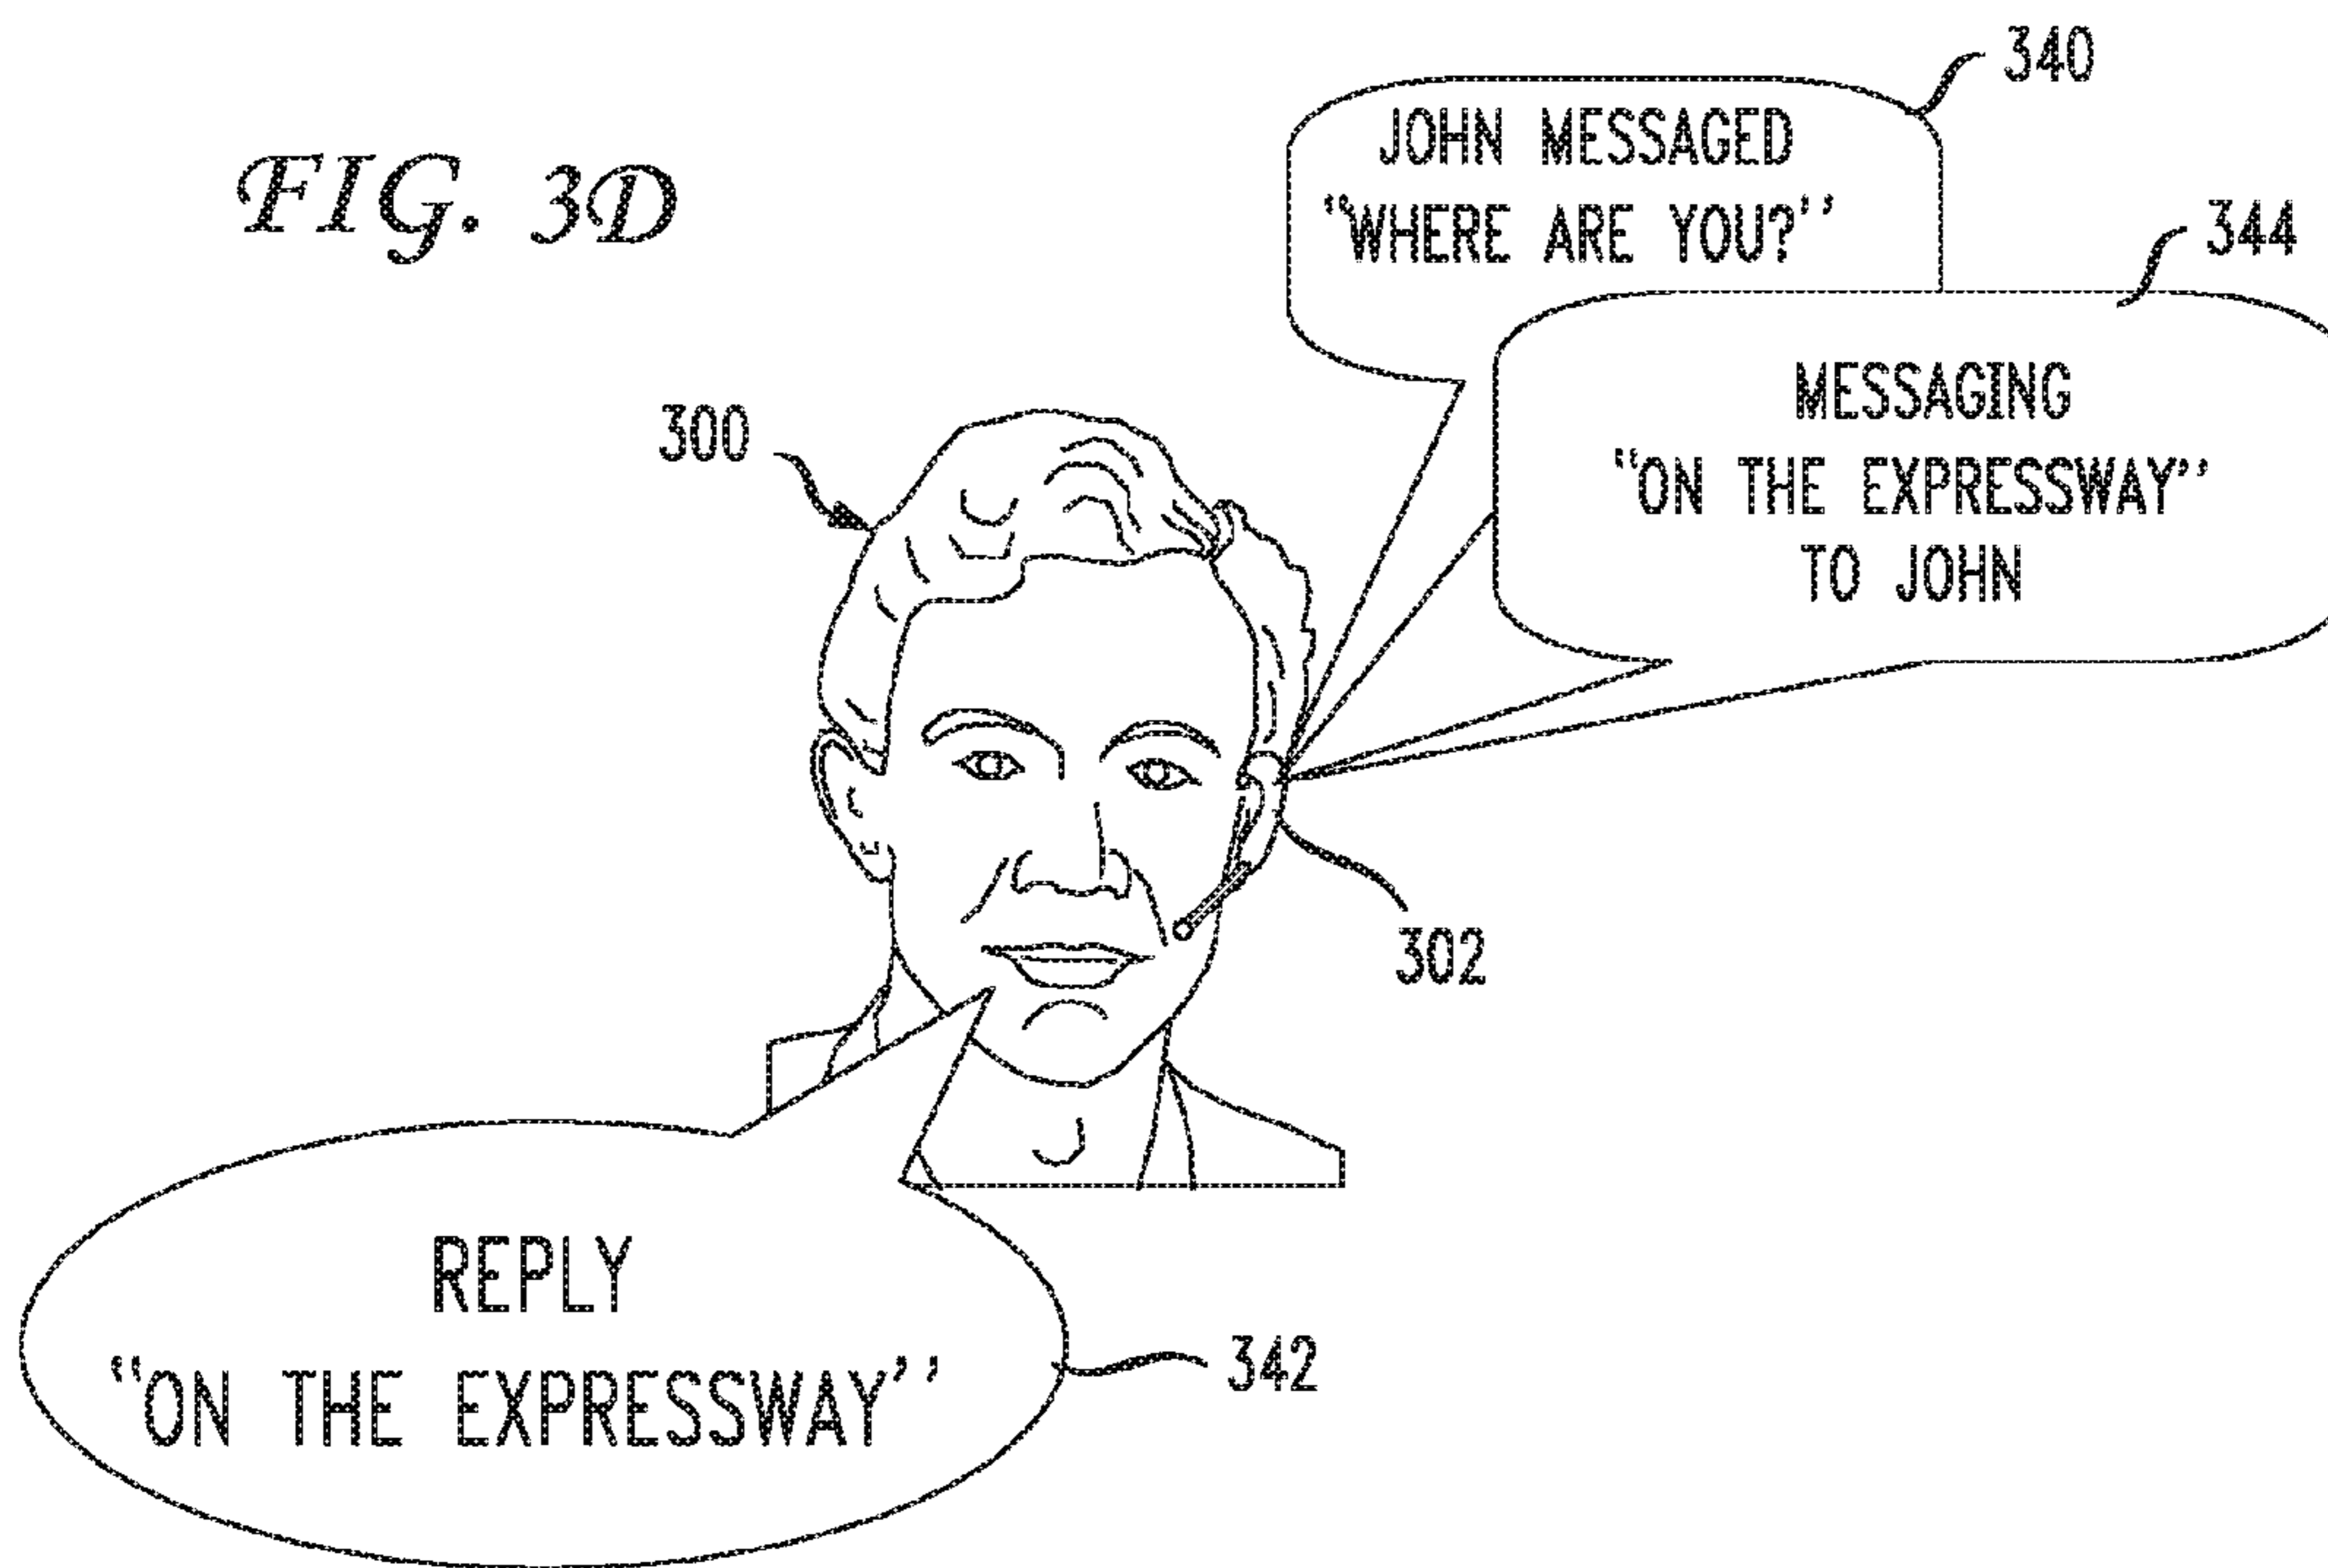 FIG. 3D
340
JOHN MESSAGED
"WHERE ARE YOU?"
344
MESSAGING
"ON THE EXPRESSWAY"
TO JOHN
300
302
REPLY
"ON THE EXPRESSWAY"
342